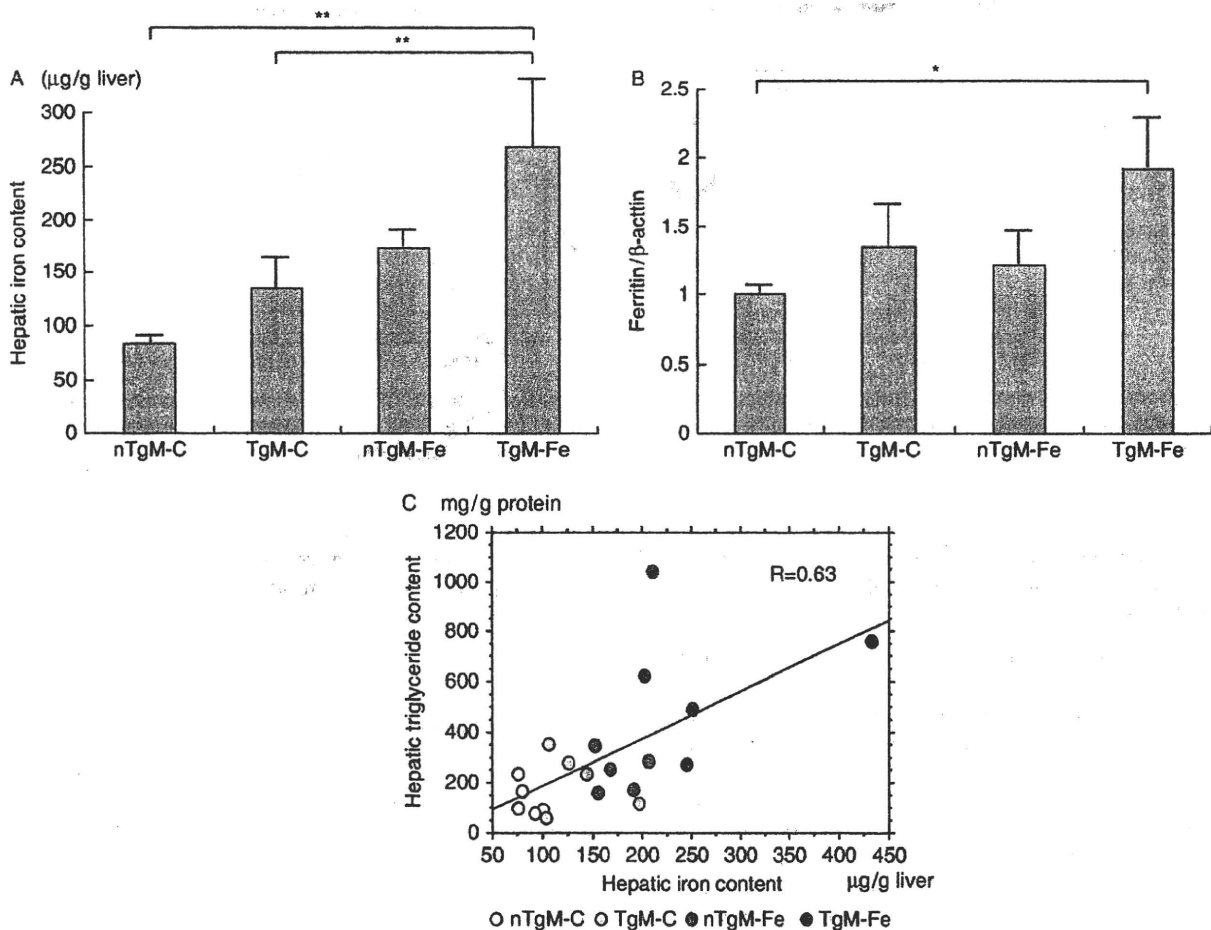 **
**
A (μg/g liver)
Hepatic iron content
300
250
200
150
100
50
0
nTgM-C TgM-C nTgM-Fe TgM-Fe
*
B
Ferritin/β-acttin
2.5
2
1.5
1
0.5
0
nTgM-C TgM-C nTgM-Fe TgM-Fe
C mg/g protein
Hepatic triglyceride content
1200
1000
800
600
400
200
0
R=0.63
50 100 150 200 250 300 350 400 450
Hepatic iron content μg/g liver
nTgM-C TgM-C nTgM-Fe TgM-Fe